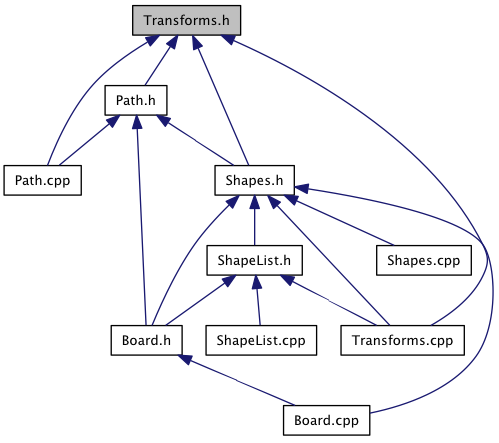 Transforms.h
Path.h
Path.cpp
Shapes.h
ShapeList.h
Shapes.cpp
Board.h
ShapeList.cpp
Transforms.cpp
Board.cpp